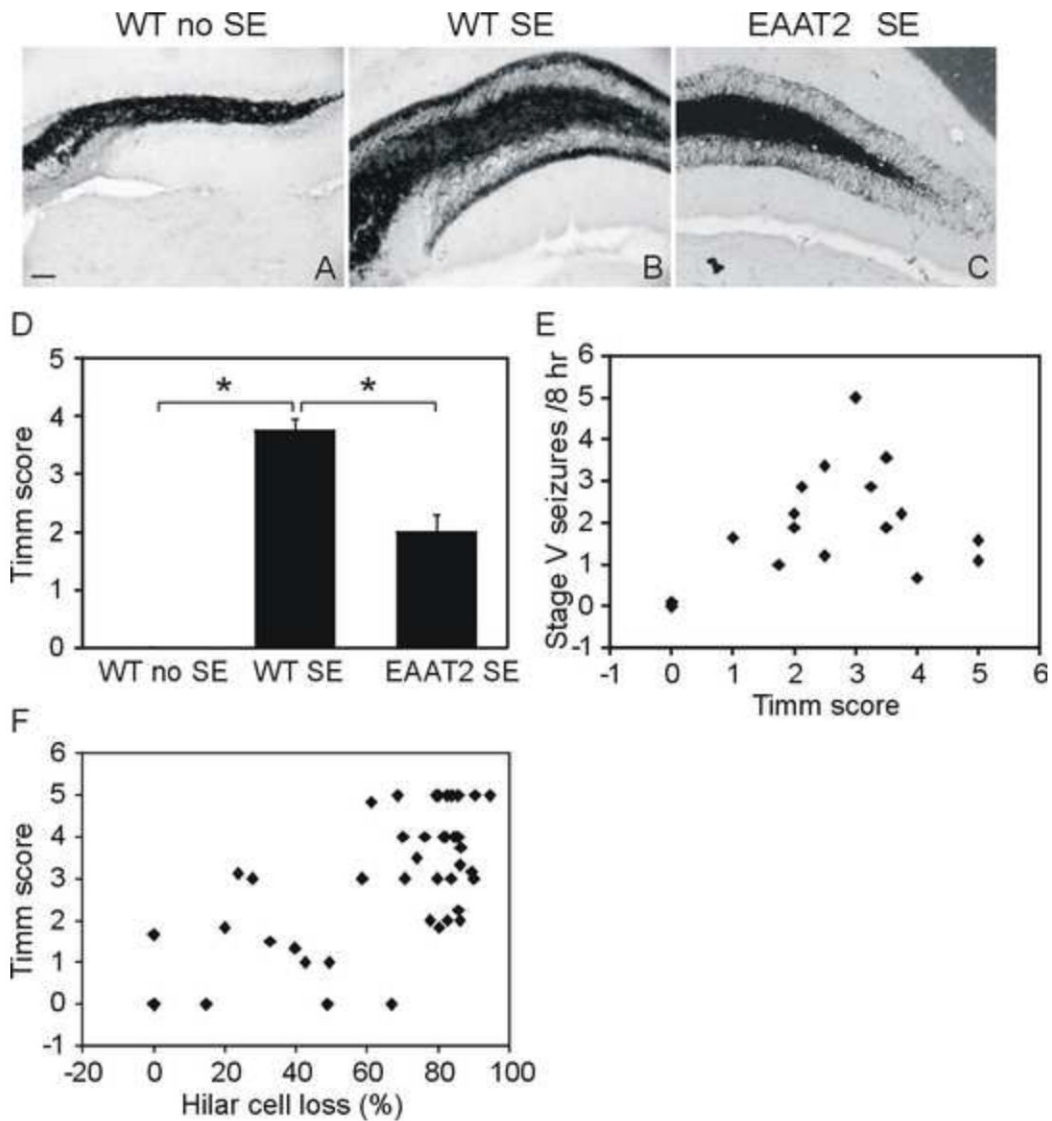 WT no SE WT SE EAAT2 SE
A B C
D
Timm score
5
4
3
2
1
0
*
*
WT no SE WT SE EAAT2 SE
E
Stage V seizures /8 hr
6
5
4
3
2
1
0
-1
-1 0 1 2 3 4 5 6
Timm score
F
Timm score
6
5
4
3
2
1
0
-1
-20 0 20 40 60 80 100
Hilar cell loss (%)